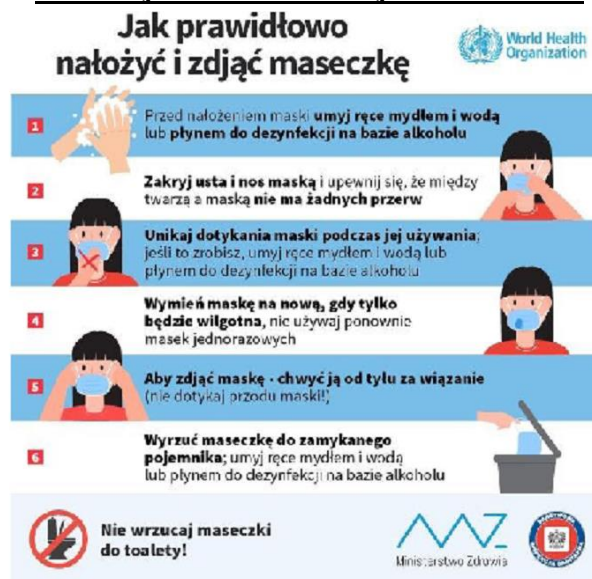 Jak prawidłowo
nałożyć i zdjąć maseczkę
World Health
Organization
1
Przed nałożeniem maski umyj ręce mydłem i wodą
lub płynem do dezynfekcji na bazie alkoholu
2
Zakryj usta i nos maską i upewnij się, że między
twarzą a maską nie ma żadnych przerw
3
Unikaj dotykania maski podczas jej używania;
jeśli to zrobisz, umyj ręce mydłem i wodą lub
płynem do dezynfekcji na bazie alkoholu
4
Wymień maskę na nową, gdy tylko
będzie wilgotna, nie używaj ponownie
masek jednorazowych
5
Aby zdjąć maskę - chwyć ją od tyłu za wiązanie
(nie dotykaj przodu maski!)
6
Wyrzuć maseczkę do zamykanego
pojemnika; umyj ręce mydłem i wodą
lub płynem do dezynfekcji na bazie alkoholu
Nie wrzucaj maseczki
do toalety!
MZ
Ministerstwo Zdrowia